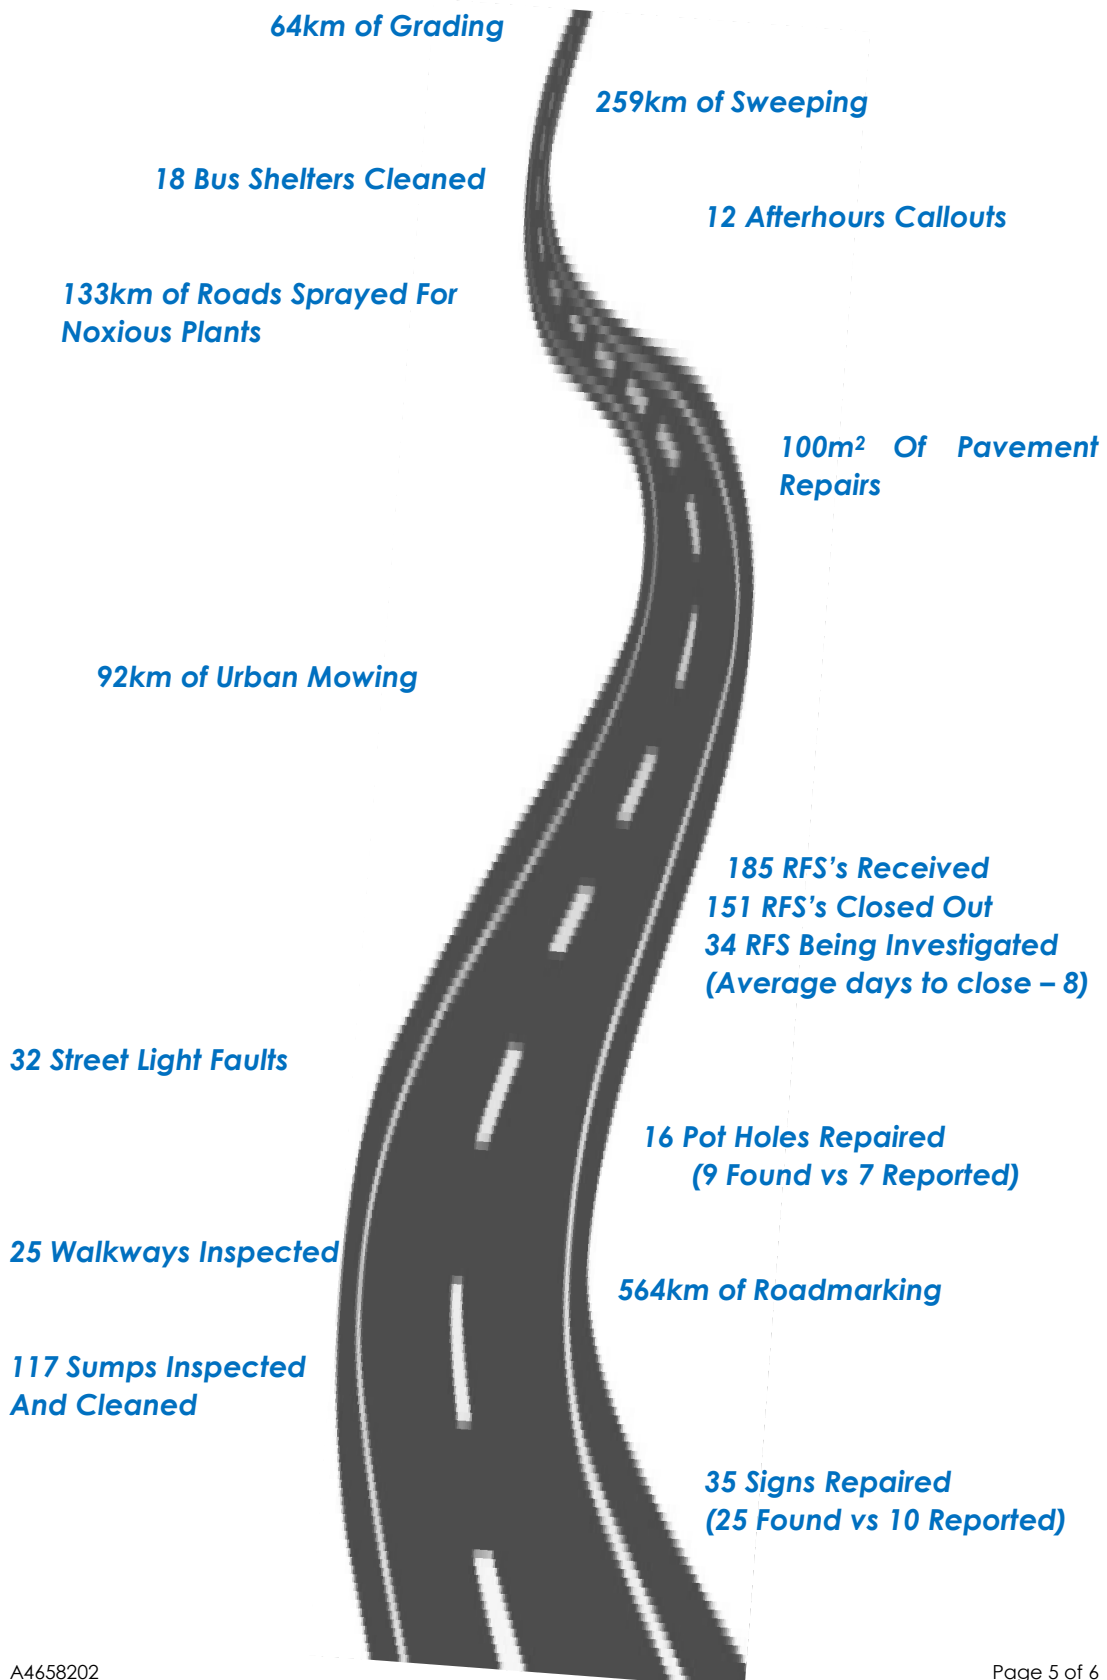 64km of Grading
259km of Sweeping
18 Bus Shelters Cleaned
12 Afterhours Callouts
133km of Roads Sprayed For
Noxious Plants
100m² Of Pavement
Repairs
92km of Urban Mowing
185 RFS’s Received
151 RFS’s Closed Out
34 RFS Being Investigated
(Average days to close – 8)
32 Street Light Faults
16 Pot Holes Repaired
(9 Found vs 7 Reported)
25 Walkways Inspected
564km of Roadmarking
117 Sumps Inspected
And Cleaned
35 Signs Repaired
(25 Found vs 10 Reported)
A4658202
Page 5 of 6